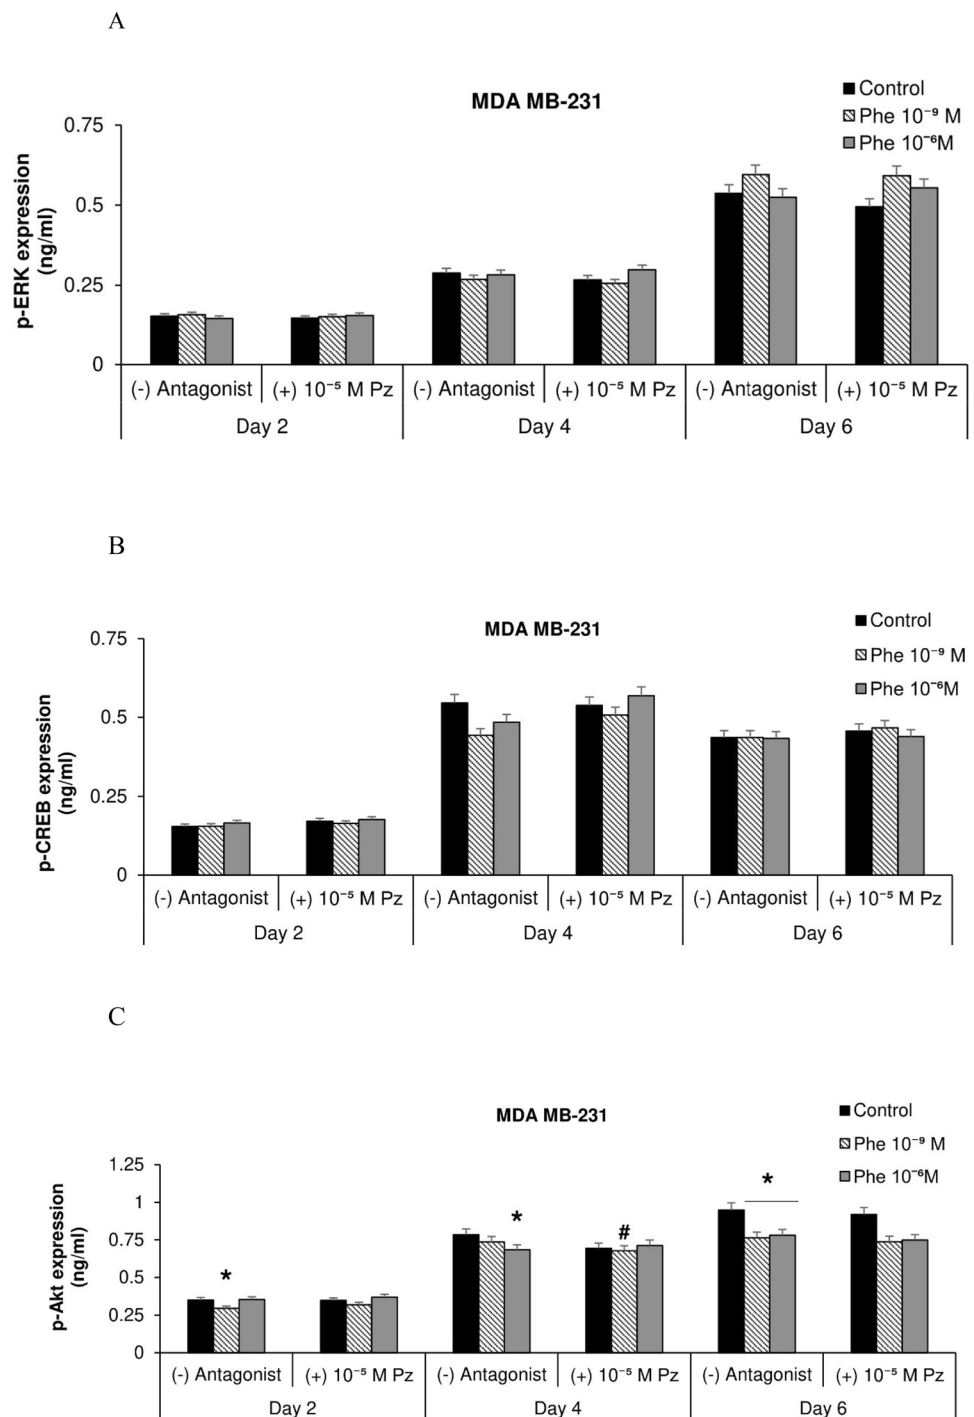 A
MDA MB-231
Control
Phe 10⁻⁹ M
Phe 10⁻⁶M
p-ERK expression
(ng/ml)
0.75
0.5
0.25
0
(-) Antagonist
(+) 10⁻⁵ M Pz
(-) Antagonist
(+) 10⁻⁵ M Pz
(-) Antagonist
(+) 10⁻⁵ M Pz
Day 2
Day 4
Day 6
B
MDA MB-231
Control
Phe 10⁻⁹ M
Phe 10⁻⁶M
p-CREB expression
(ng/ml)
0.75
0.5
0.25
0
(-) Antagonist
(+) 10⁻⁵ M Pz
(-) Antagonist
(+) 10⁻⁵ M Pz
(-) Antagonist
(+) 10⁻⁵ M Pz
Day 2
Day 4
Day 6
C
MDA MB-231
Control
Phe 10⁻⁹ M
Phe 10⁻⁶M
p-Akt expression
(ng/ml)
1.25
1
0.75
0.5
0.25
0
*
*
#
*
(-) Antagonist
(+) 10⁻⁵ M Pz
(-) Antagonist
(+) 10⁻⁵ M Pz
(-) Antagonist
(+) 10⁻⁵ M Pz
Day 2
Day 4
Day 6